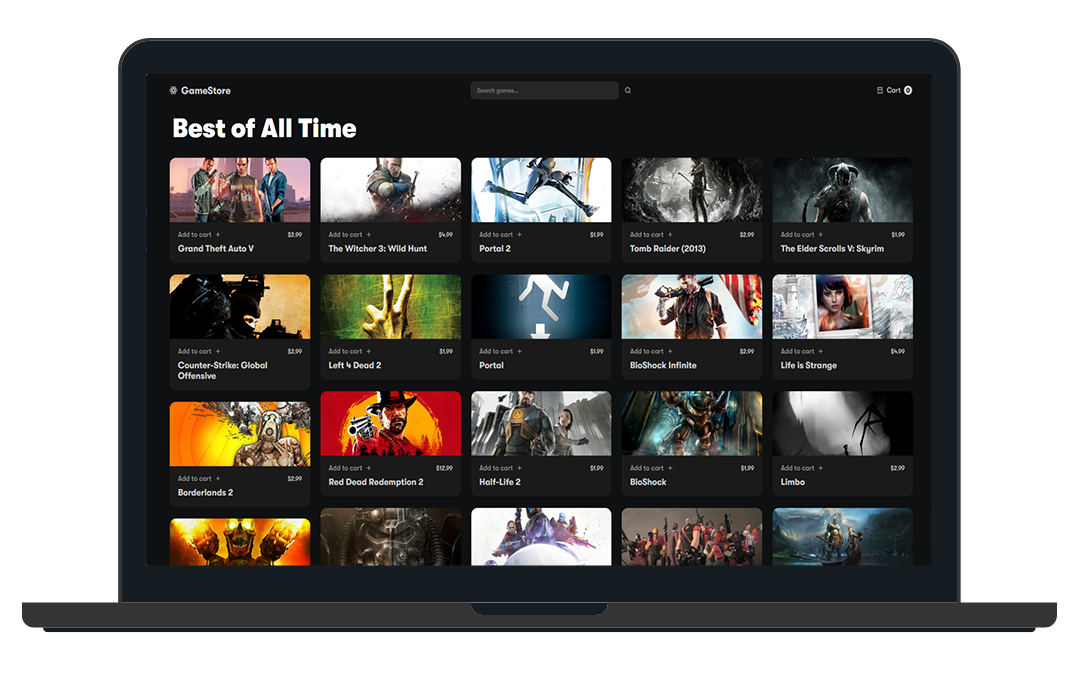 GameStore
Search games...
Cart 0
Best of All Time
Add to cart + $2.99
Grand Theft Auto V
Add to cart + $4.99
The Witcher 3: Wild Hunt
Add to cart + $1.99
Portal 2
Add to cart + $2.99
Tomb Raider (2013)
Add to cart + $1.99
The Elder Scrolls V: Skyrim
Add to cart + $2.99
Counter-Strike: Global
Offensive
Add to cart + $1.99
Left 4 Dead 2
Add to cart + $1.99
Portal
Add to cart + $2.99
BioShock Infinite
Add to cart + $4.99
Life is Strange
Add to cart + $2.99
Borderlands 2
Add to cart + $12.99
Red Dead Redemption 2
Add to cart + $1.99
Half-Life 2
Add to cart + $1.99
BioShock
Add to cart + $2.99
Limbo